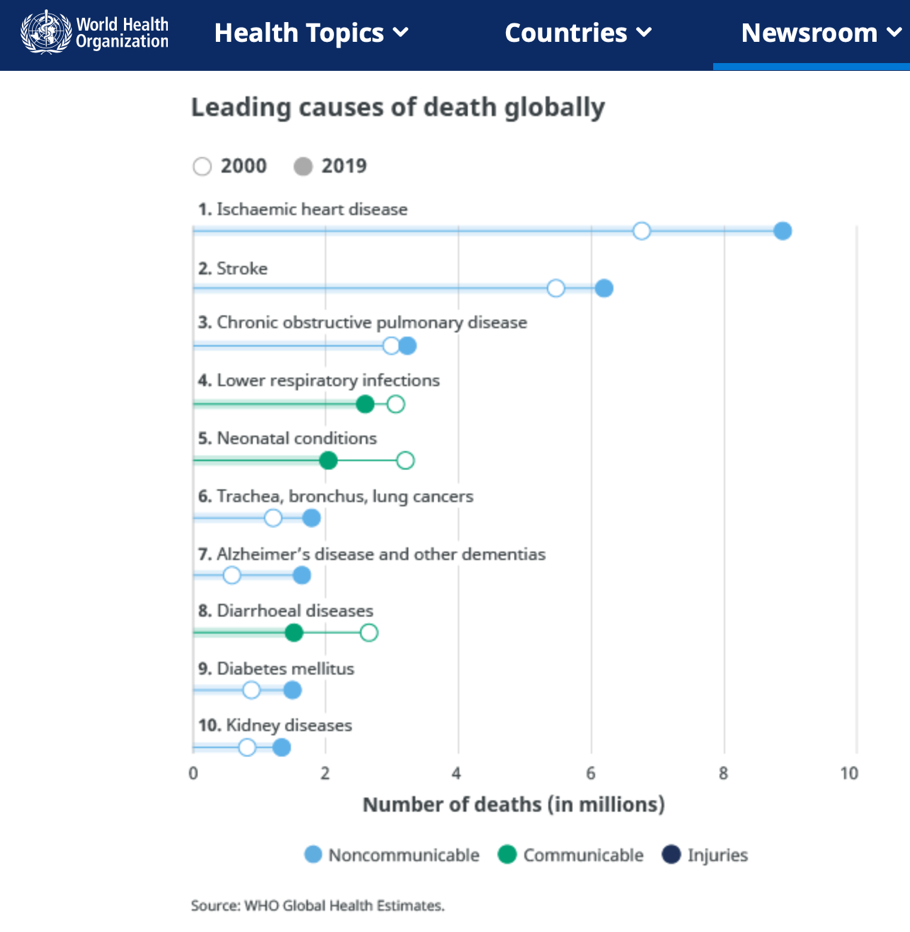 World Health
Organization
Health Topics
Countries
Newsroom
Leading causes of death globally
2000 2019
1. Ischaemic heart disease
2. Stroke
3. Chronic obstructive pulmonary disease
4. Lower respiratory infections
5. Neonatal conditions
6. Trachea, bronchus, lung cancers
7. Alzheimer’s disease and other dementias
8. Diarrhoeal diseases
9. Diabetes mellitus
10. Kidney diseases
0 2 4 6 8 10
Number of deaths (in millions)
Noncommunicable Communicable Injuries
Source: WHO Global Health Estimates.